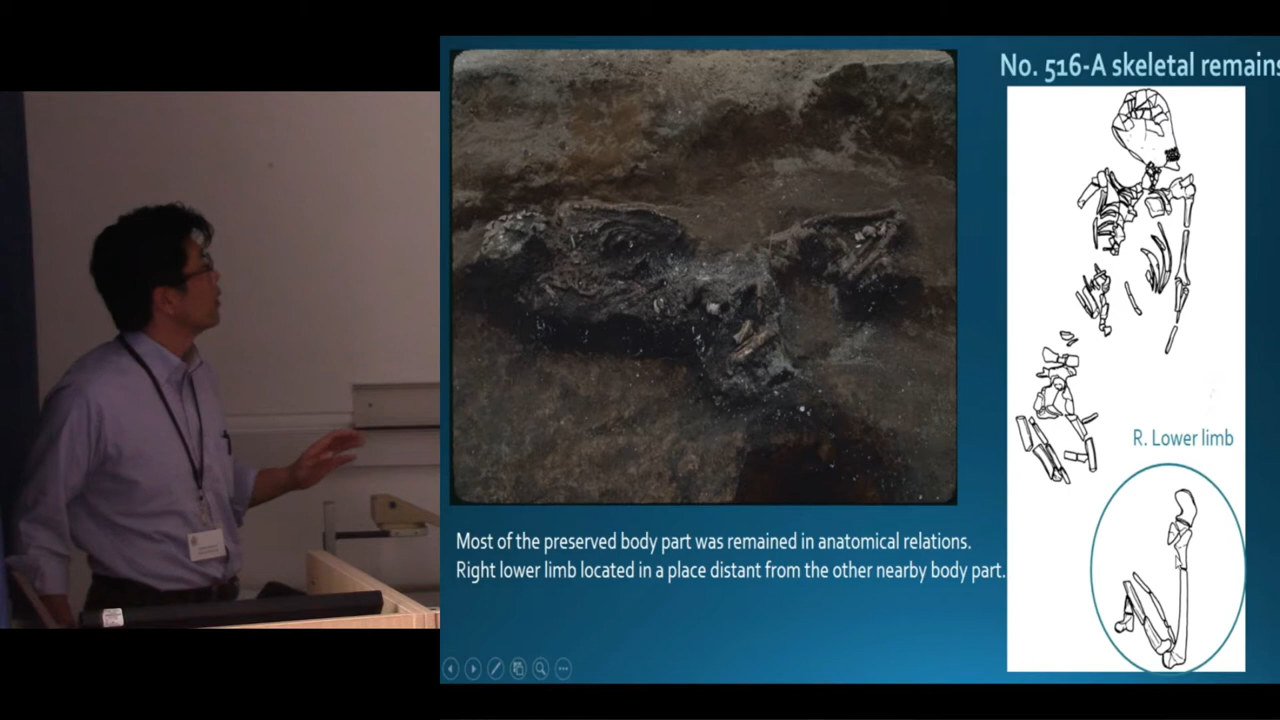 No. 516-A skeletal remains
R. Lower limb
Most of the preserved body part was remained in anatomical relations.
Right lower limb located in a place distant from the other nearby body part.